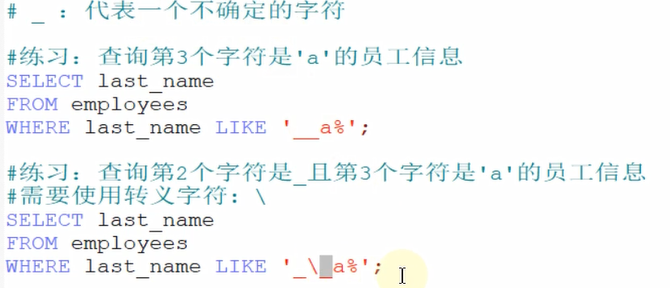 # _ ：代表一个不确定的字符
#练习：查询第3个字符是'a'的员工信息
SELECT last_name
FROM employees
WHERE last_name LIKE '__a%';
#练习：查询第2个字符是_且第3个字符是'a'的员工信息
#需要使用转义字符：\
SELECT last_name
FROM employees
WHERE last_name LIKE '_\_a%';